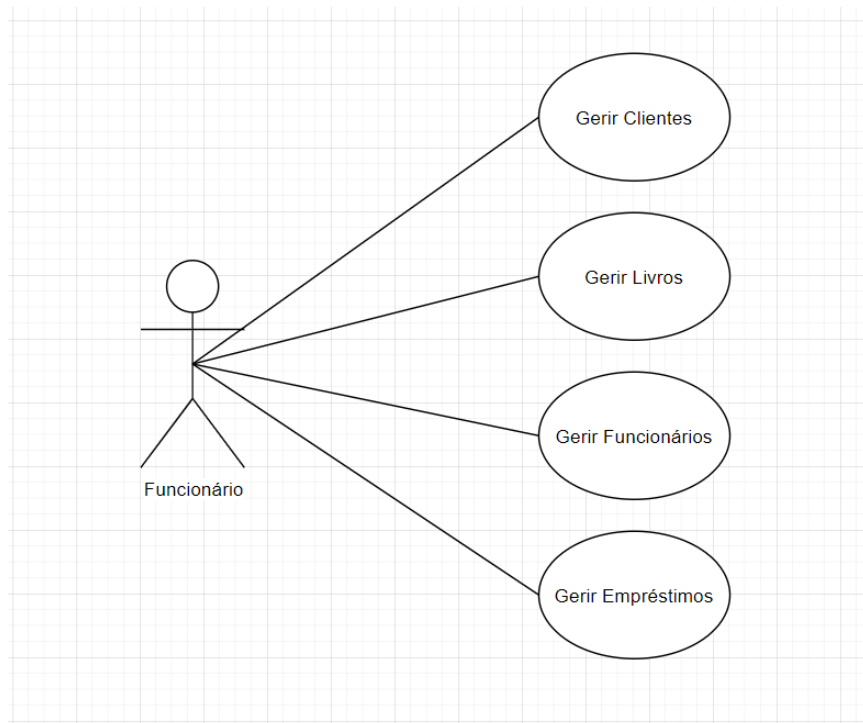 Gerir Clientes
Gerir Livros
Gerir Funcionários
Funcionário
Gerir Empréstimos